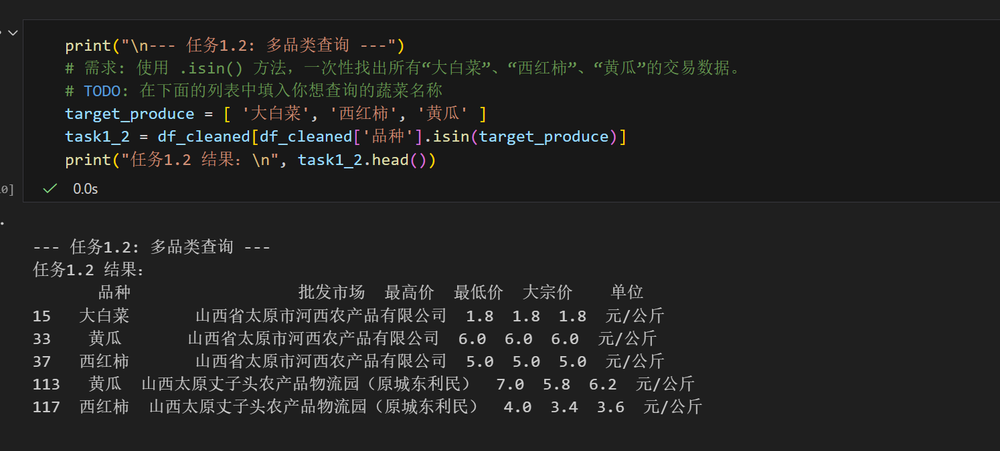 print("\n--- 任务1.2: 多品类查询 ---")
# 需求: 使用 .isin() 方法，一次性找出所有“大白菜”、“西红柿”、“黄瓜”的交易数据。
# TODO: 在下面的列表中填入你想查询的蔬菜名称
target_produce = [ '大白菜', '西红柿', '黄瓜' ]
task1_2 = df_cleaned[df_cleaned['品种'].isin(target_produce)]
print("任务1.2 结果：\n", task1_2.head())
0.0s
--- 任务1.2: 多品类查询 ---
任务1.2 结果：
品种 批发市场 最高价 最低价 大宗价 单位
15 大白菜 山西省太原市河西农产品有限公司 1.8 1.8 1.8 元/公斤
33 黄瓜 山西省太原市河西农产品有限公司 6.0 6.0 6.0 元/公斤
37 西红柿 山西省太原市河西农产品有限公司 5.0 5.0 5.0 元/公斤
113 黄瓜 山西太原丈子头农产品物流园（原城东利民） 7.0 5.8 6.2 元/公斤
117 西红柿 山西太原丈子头农产品物流园（原城东利民） 4.0 3.4 3.6 元/公斤